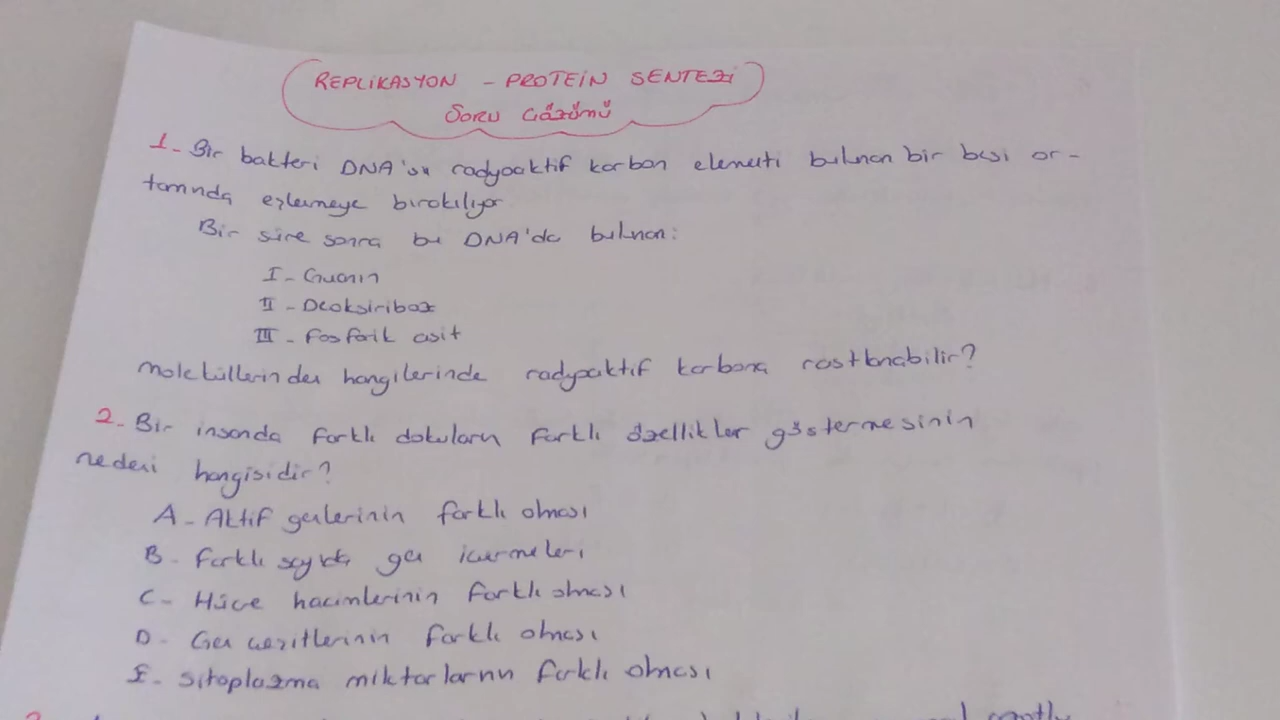 REPLİKASYON - PROTEİN SENTEZİ
SORU ÇÖZÜMÜ
1- Bir bakteri DNA'sı radyoaktif karbon elementi bulunan bir besi or-
tamında eşlemeye bırakılıyor
Bir süre sonra bu DNA'da bulunan:
I - Guanin
II - Deoksiriboz
III - Fosforik asit
moleküllerinden hangilerinde radyoaktif karbona rastlanabilir?
2- Bir insanda farklı dokuların farklı özellikler göstermesinin
nedeni hangisidir?
A - Aktif genlerinin farklı olması
B - Farklı sayıda gen içermeleri
C - Hücre hacimlerinin farklı olması
D - Gen çeşitlerinin farklı olması
E - Sitoplazma miktarlarının farklı olması